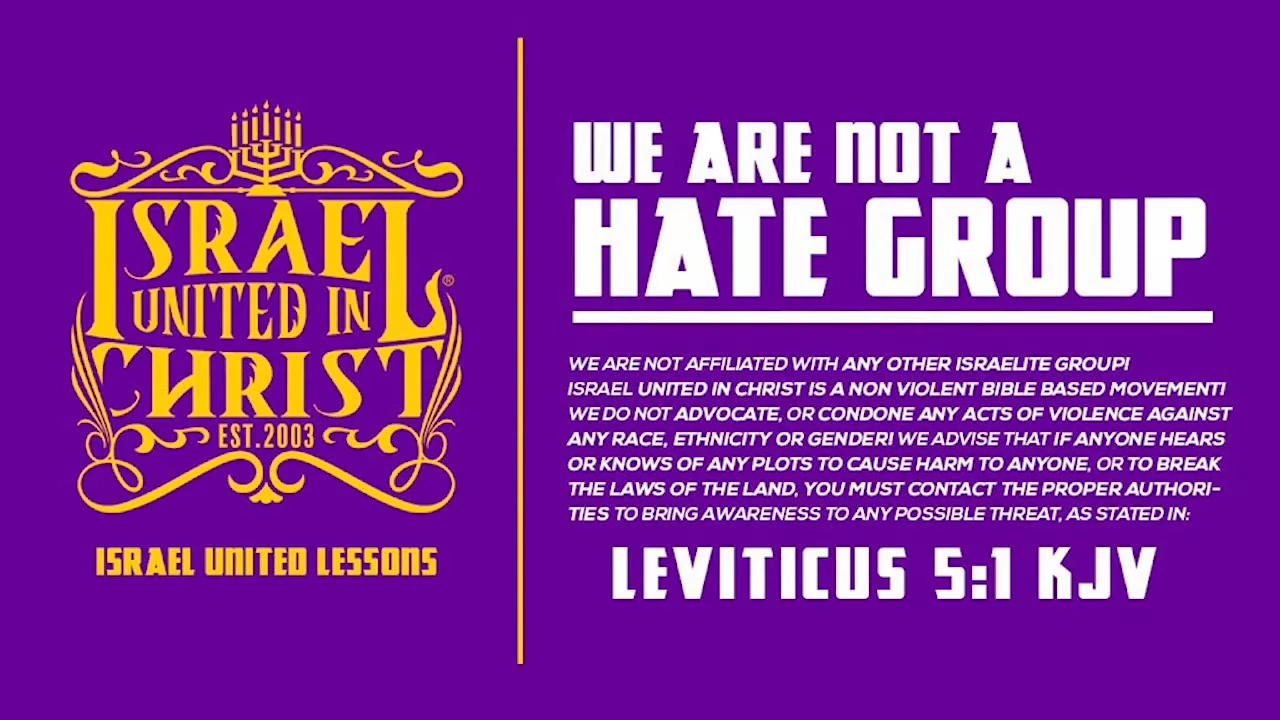 ISRAEL
UNITED IN
CHRIST
EST.2003
®
ISRAEL UNITED LESSONS
WE ARE NOT A
HATE GROUP
WE ARE NOT AFFILIATED WITH ANY OTHER ISRAELITE GROUP!
ISRAEL UNITED IN CHRIST IS A NON VIOLENT BIBLE BASED MOVEMENT!
WE DO NOT ADVOCATE, OR CONDONE ANY ACTS OF VIOLENCE AGAINST
ANY RACE, ETHNICITY OR GENDER! WE ADVISE THAT IF ANYONE HEARS
OR KNOWS OF ANY PLOTS TO CAUSE HARM TO ANYONE, OR TO BREAK
THE LAWS OF THE LAND, YOU MUST CONTACT THE PROPER AUTHORI-
TIES TO BRING AWARENESS TO ANY POSSIBLE THREAT, AS STATED IN:
LEVITICUS 5:1 KJV